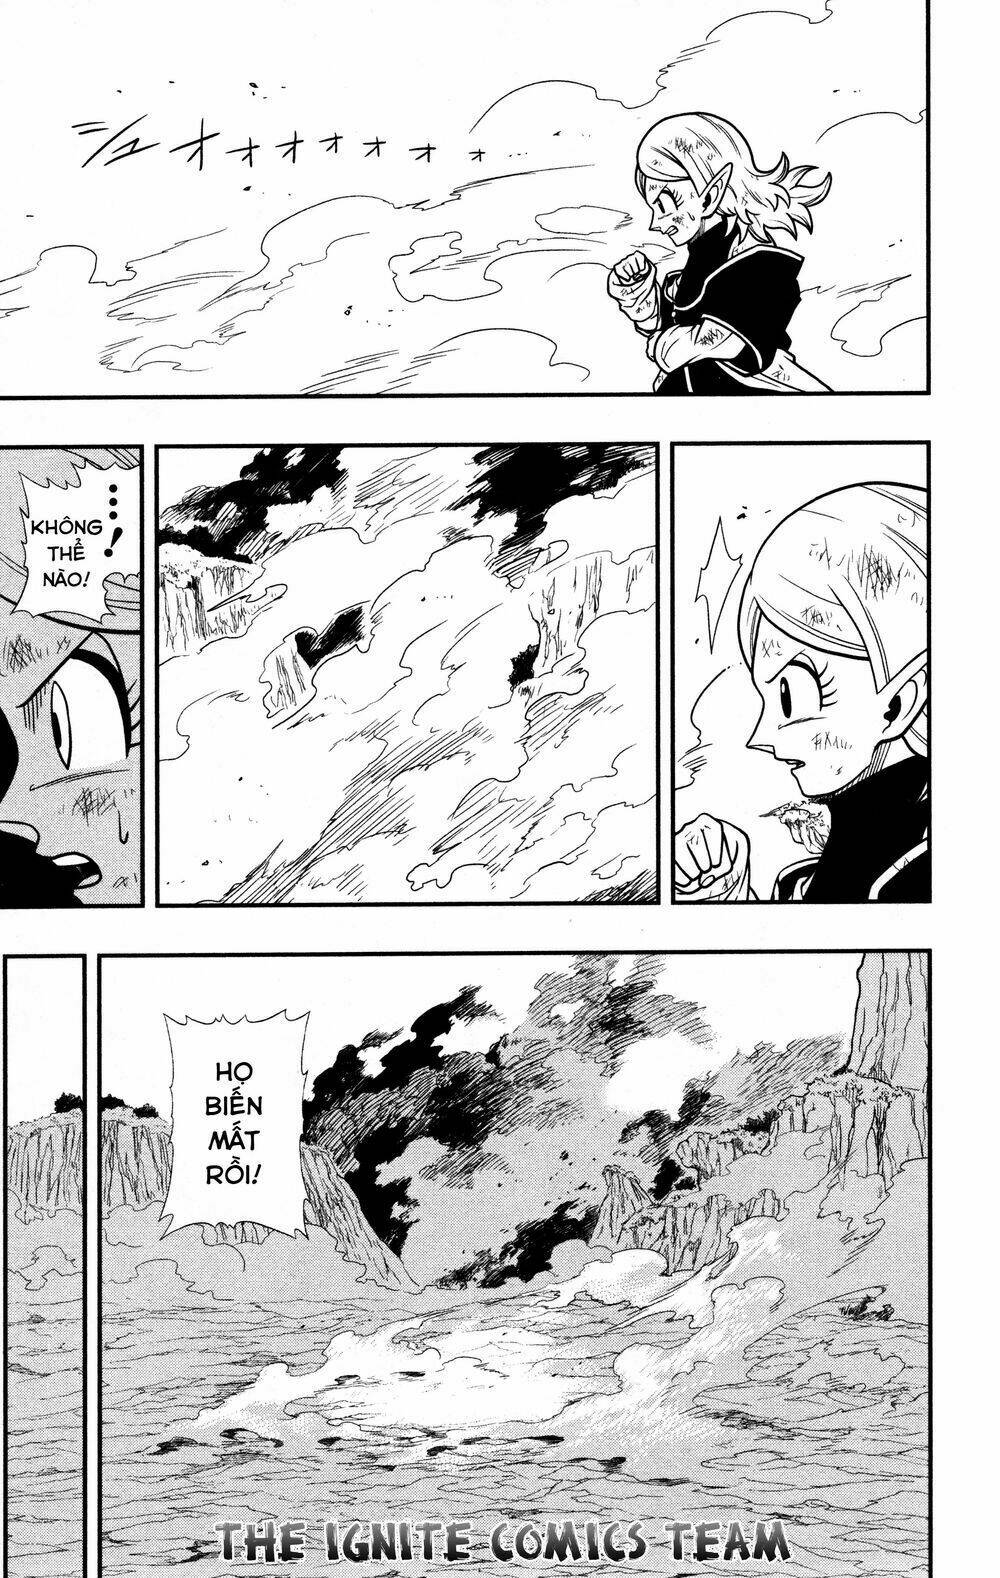 シュオォォォォォォ…
…!
KHÔNG
THỂ
NÀO!
HỌ
BIẾN
MẤT
RỒI!
THE IGNITE COMICS TEAM